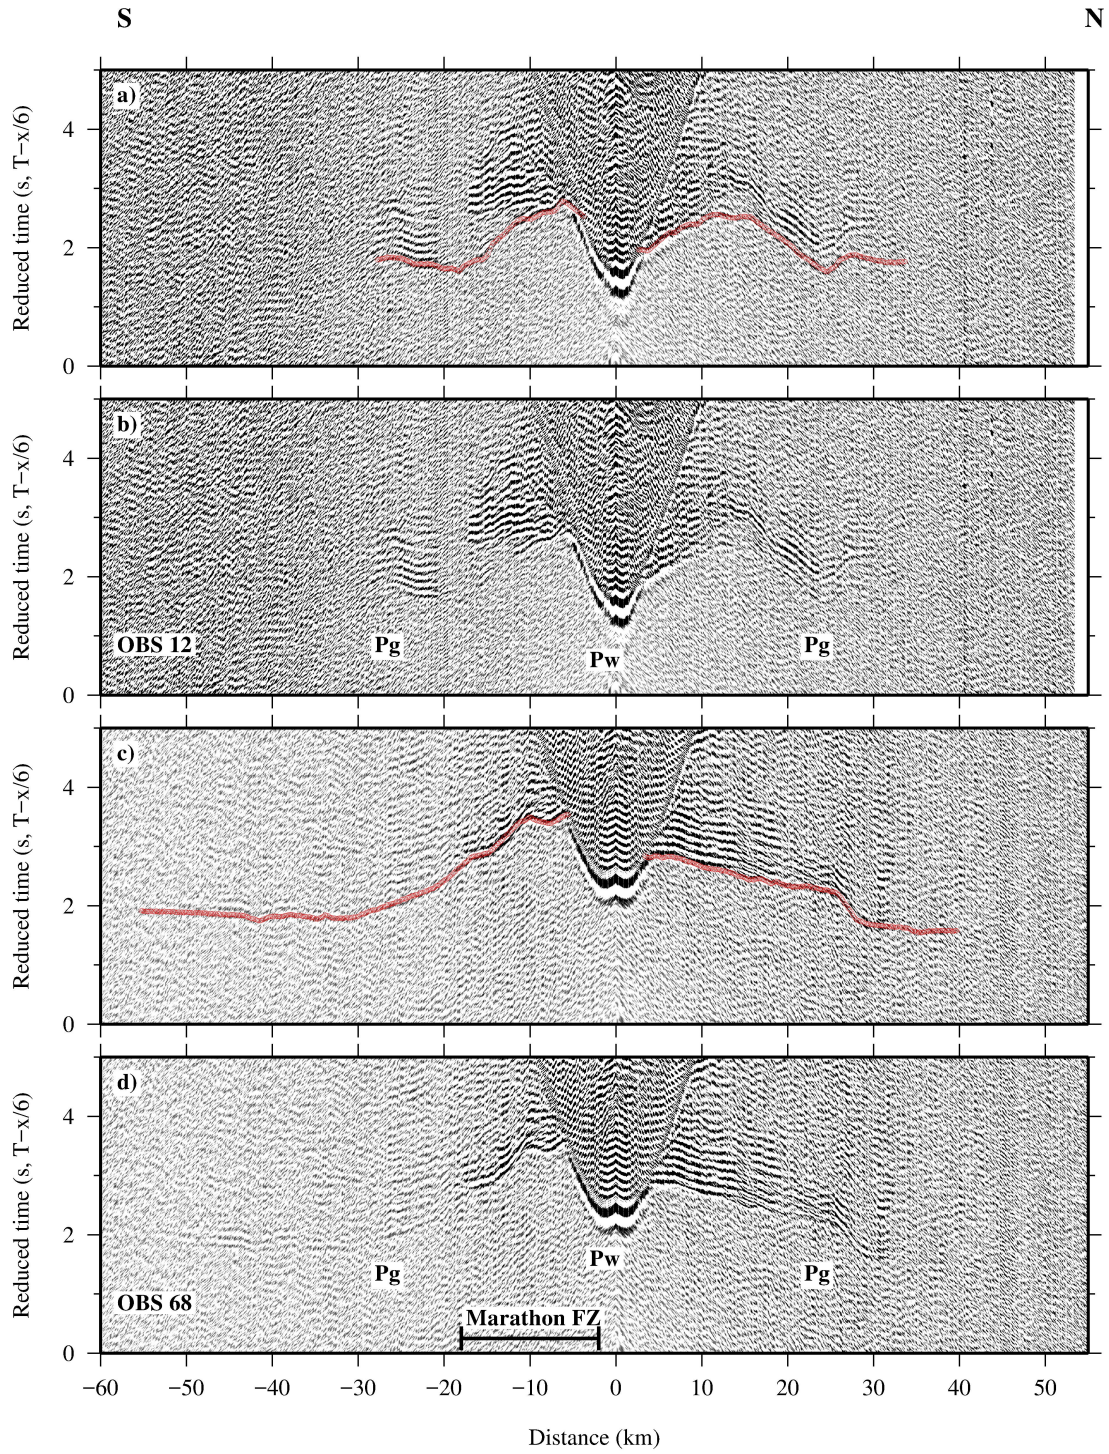 S N
a)
4
2
0
Reduced time (s, T−x/6)
b)
4
2
0
Reduced time (s, T−x/6)
OBS 12
Pg
Pw
Pg
c)
4
2
0
Reduced time (s, T−x/6)
d)
4
2
0
Reduced time (s, T−x/6)
Pg
Pw
Pg
OBS 68
Marathon FZ
−60 −50 −40 −30 −20 −10 0 10 20 30 40 50
Distance (km)